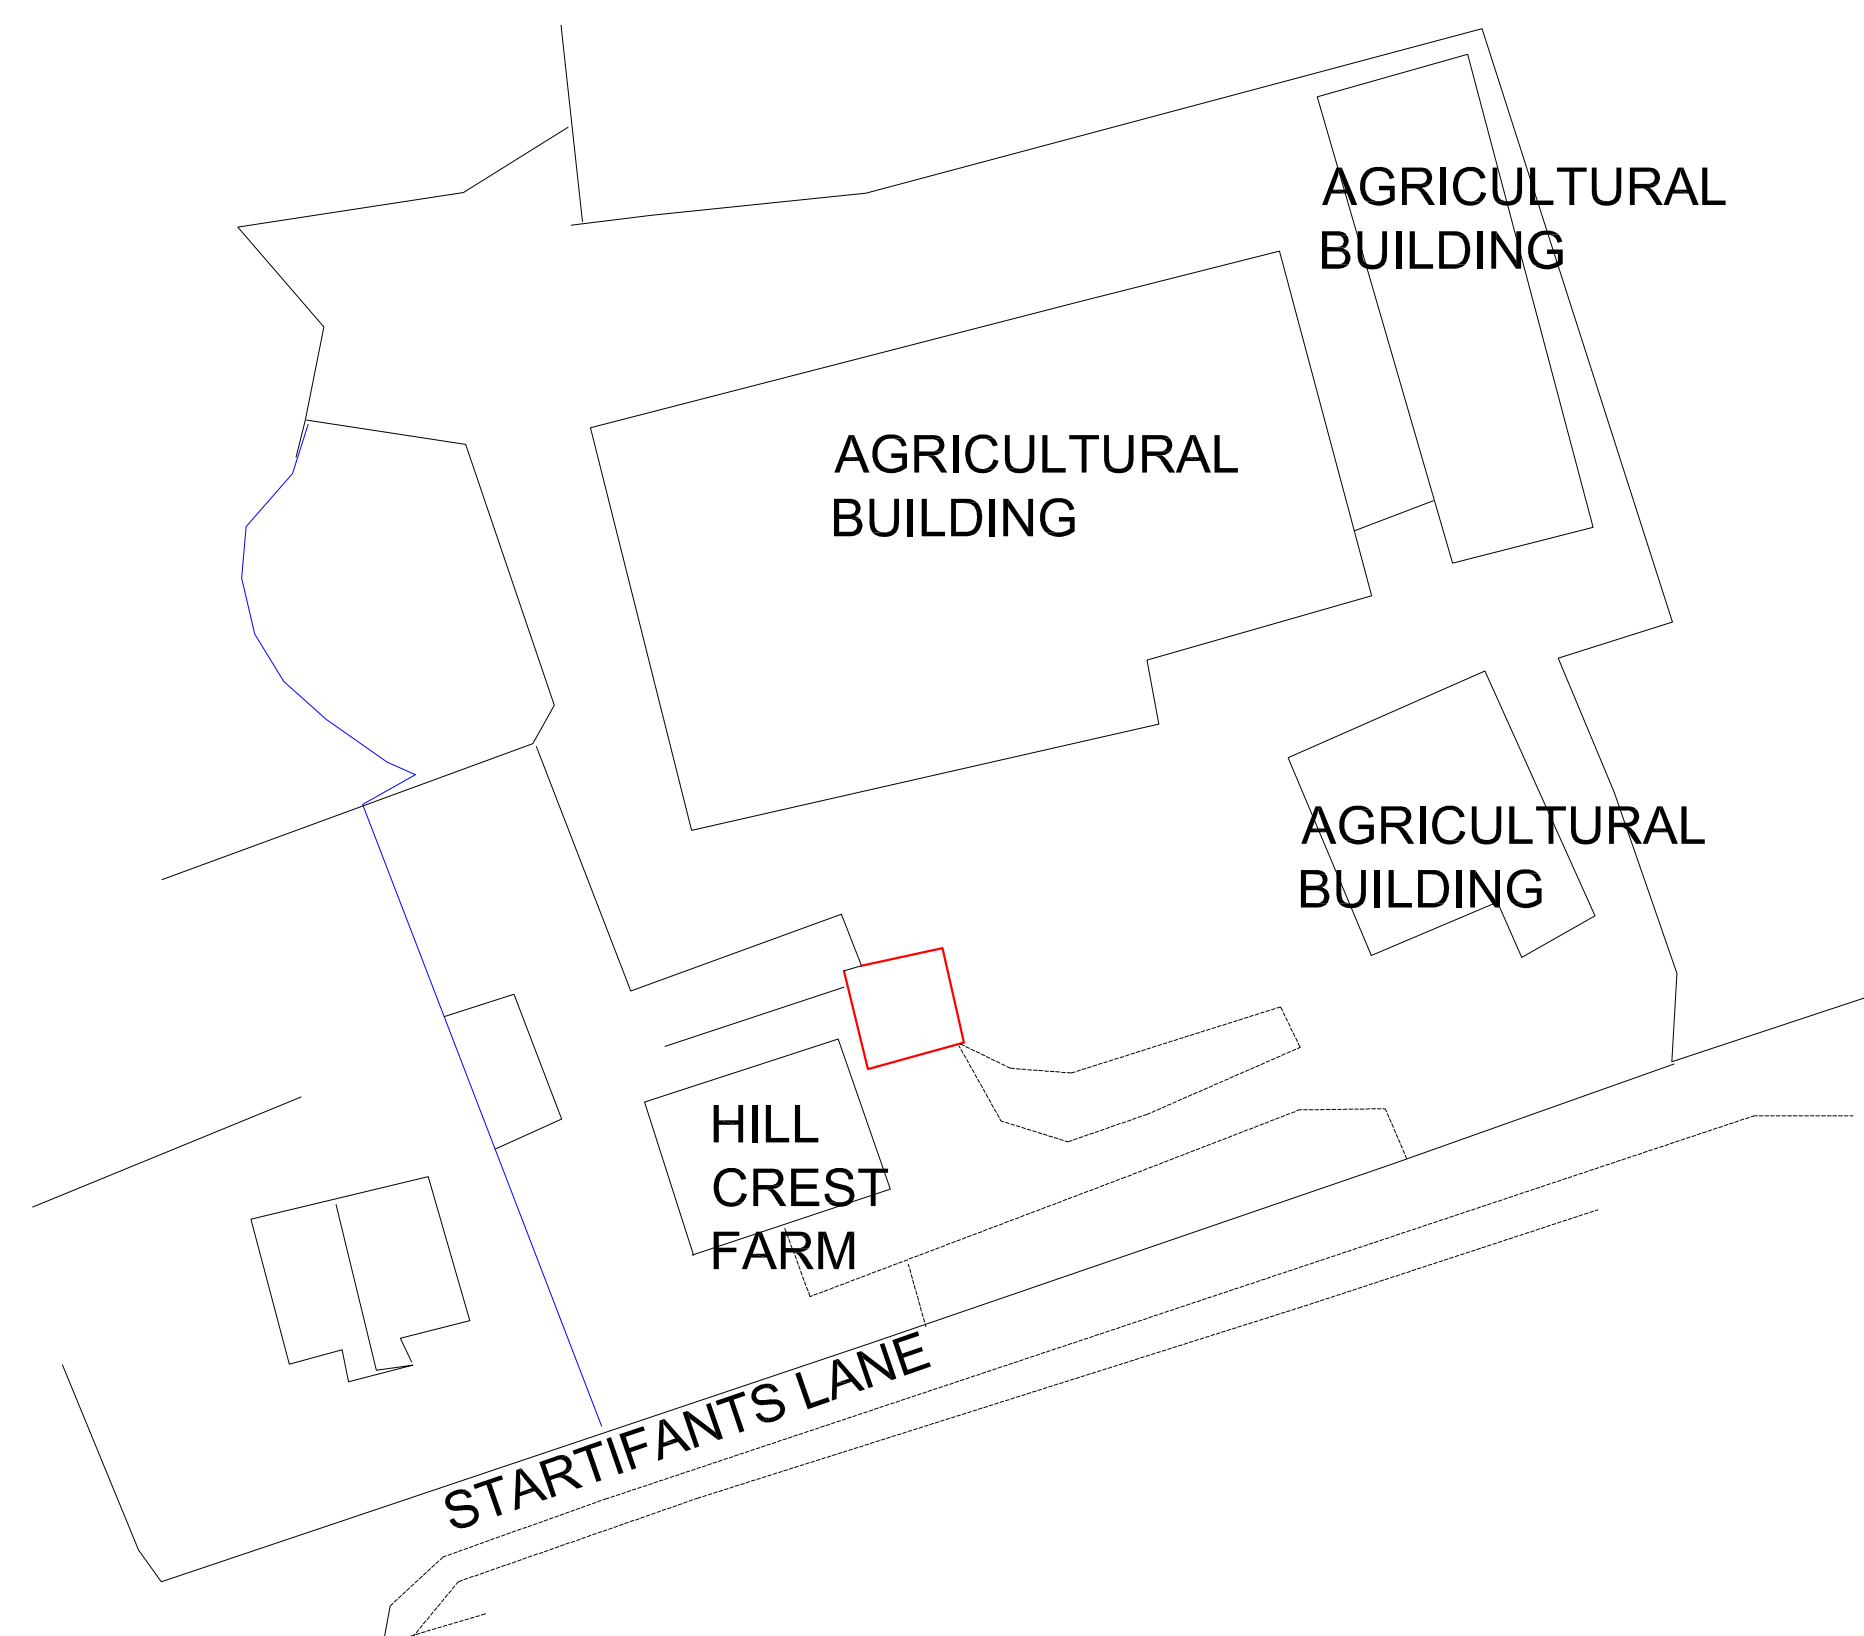 AGRICULTURAL
BUILDING
AGRICULTURAL
BUILDING
AGRICULTURAL
BUILDING
HILL
CREST
FARM
STARTIFANTS LANE